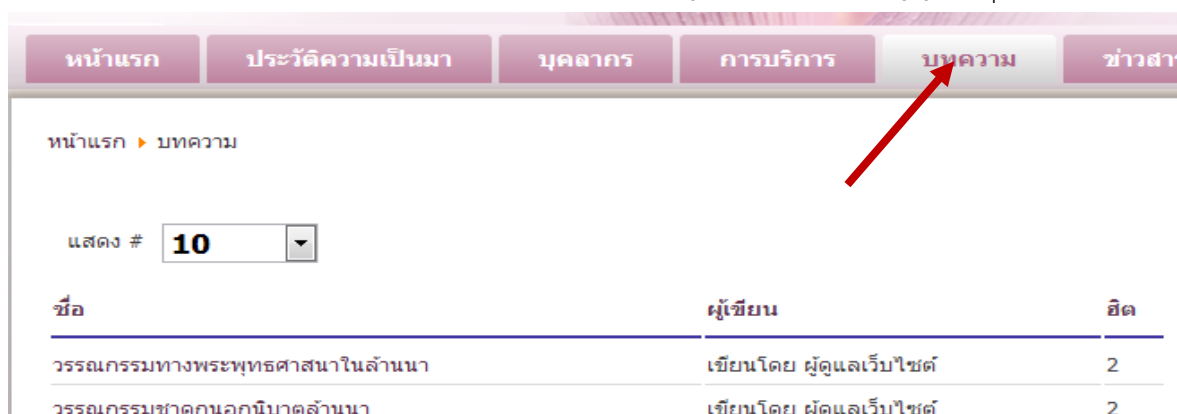 หน้าแรก ประวัติความเป็นมา บุคลากร การบริการ บทความ
หน้าแรก บทความ
แสดง # 10
ชื่อ ผู้เขียน ฮิต
วรรณกรรมทางพระพุทธศาสนาในล้านนา เขียนโดย ผู้ดูแลเว็บไซต์ 2
วรรณกรรมชาดกนอกนิบาตล้านนา เขียนโดย ผู้ดูแลเว็บไซต์ 2